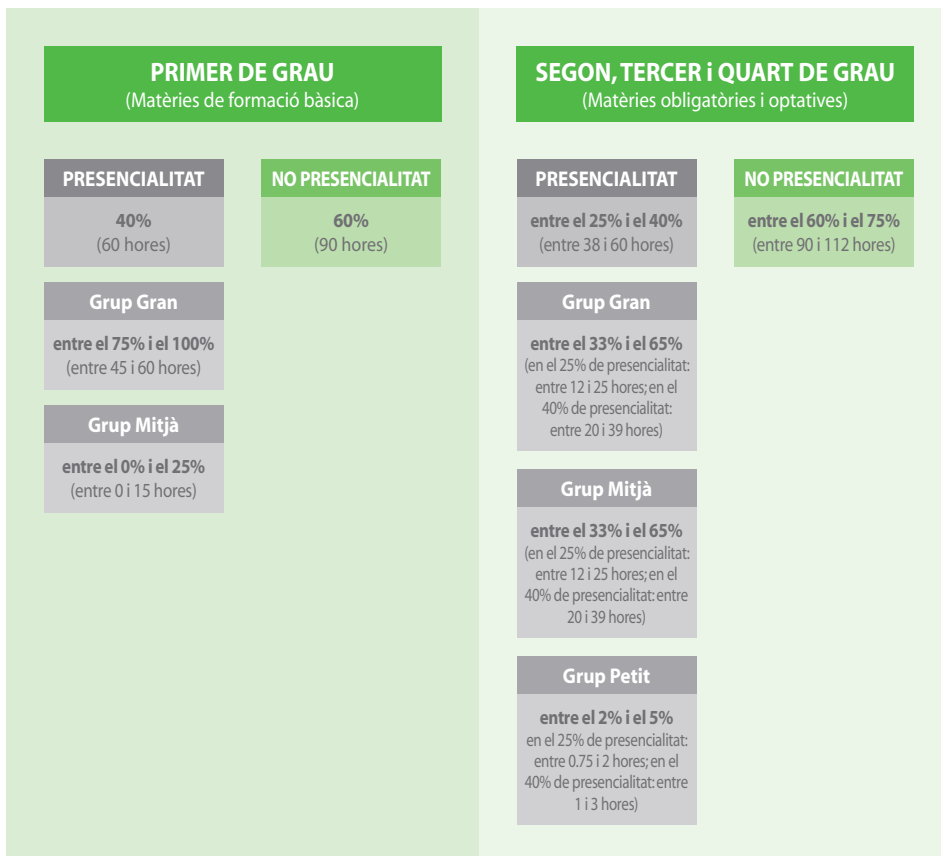 PRIMER DE GRAU
(Matèries de formació bàsica)
PRESENCIALITAT
40%
(60 hores)
NO PRESENCIALITAT
60%
(90 hores)
Grup Gran
entre el 75% i el 100%
(entre 45 i 60 hores)
Grup Mitjà
entre el 0% i el 25%
(entre 0 i 15 hores)
SEGON, TERCER i QUART DE GRAU
(Matèries obligatòries i optatives)
PRESENCIALITAT
entre el 25% i el 40%
(entre 38 i 60 hores)
NO PRESENCIALITAT
entre el 60% i el 75%
(entre 90 i 112 hores)
Grup Gran
entre el 33% i el 65%
(en el 25% de presencialitat:
entre 12 i 25 hores; en el
40% de presencialitat:
entre 20 i 39 hores)
Grup Mitjà
entre el 33% i el 65%
(en el 25% de presencialitat:
entre 12 i 25 hores; en el
40% de presencialitat: entre
20 i 39 hores)
Grup Petit
entre el 2% i el 5%
en el 25% de presencialitat:
entre 0.75 i 2 hores; en el
40% de presencialitat: entre
1 i 3 hores)